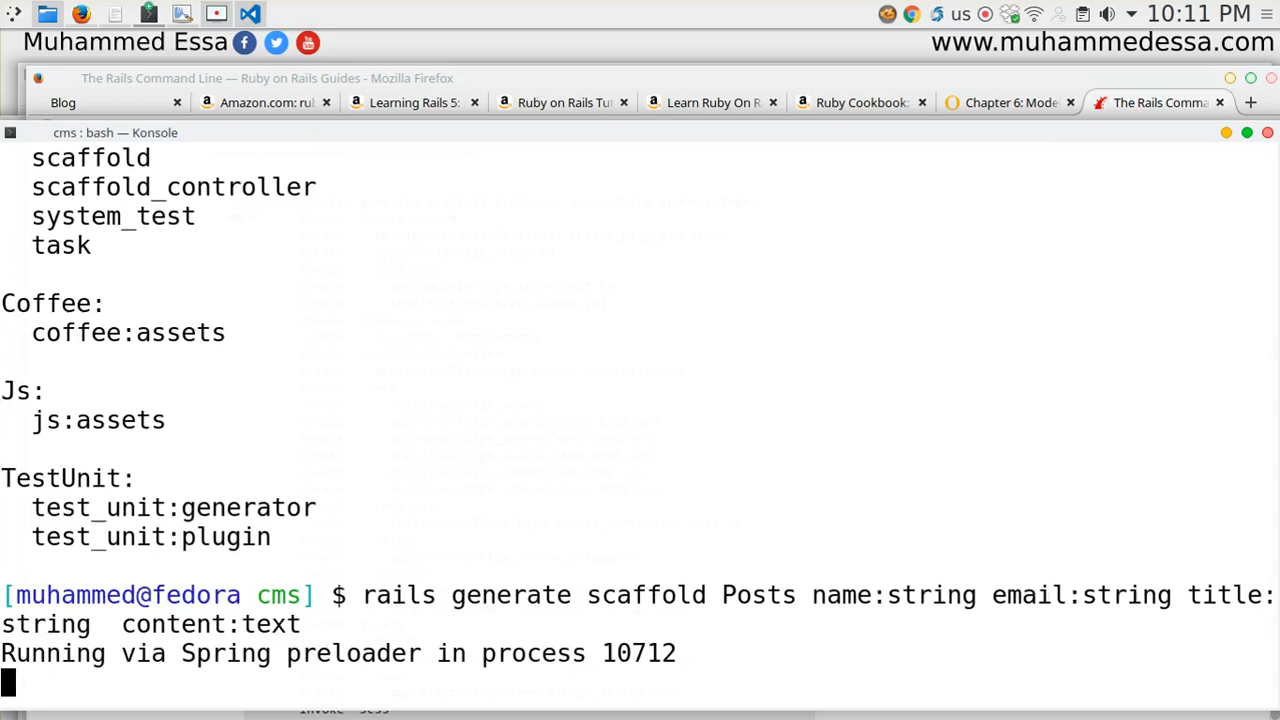 us
10:11 PM
Muhammed Essa
www.muhammedessa.com
The Rails Command Line — Ruby on Rails Guides - Mozilla Firefox
Blog
Amazon.com: rul
Learning Rails 5:
Ruby on Rails Tut
Learn Ruby On R
Ruby Cookbook:
Chapter 6: Mode
The Rails Comma
cms : bash — Konsole
scaffold
scaffold_controller
system_test
task
Coffee:
coffee:assets
Js:
js:assets
TestUnit:
test_unit:generator
test_unit:plugin
[muhammed@fedora cms] $ rails generate scaffold Posts name:string email:string title:
string  content:text
Running via Spring preloader in process 10712